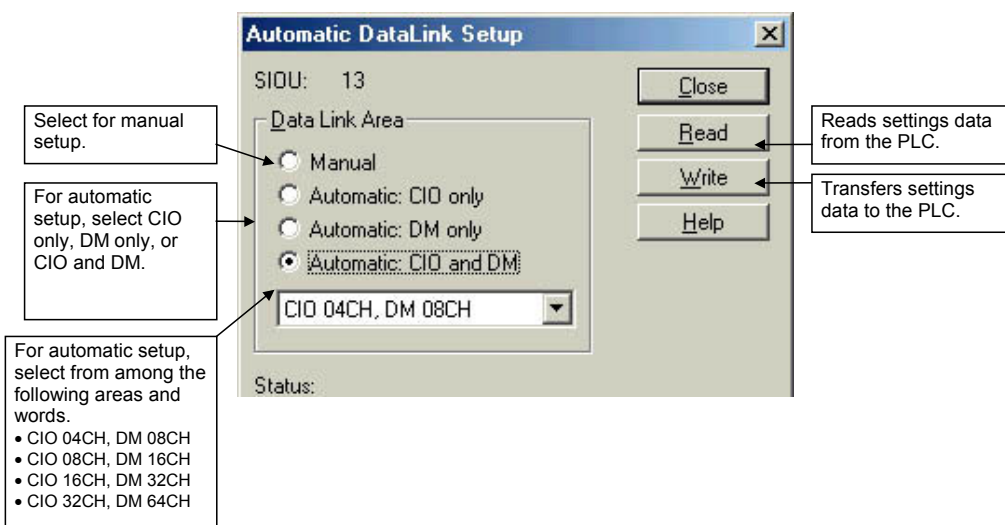 Automatic DataLink Setup
SIOU: 13
Close
Data Link Area
Read
Manual
Write
Automatic: CIO only
Automatic: DM only
Help
Automatic: CIO and DM
CIO 04CH, DM 08CH
Status:
Select for manual
setup.
For automatic
setup, select CIO
only, DM only, or
CIO and DM.
For automatic setup,
select from among the
following areas and
words.
• CIO 04CH, DM 08CH
• CIO 08CH, DM 16CH
• CIO 16CH, DM 32CH
• CIO 32CH, DM 64CH
Reads settings data
from the PLC.
Transfers settings
data to the PLC.